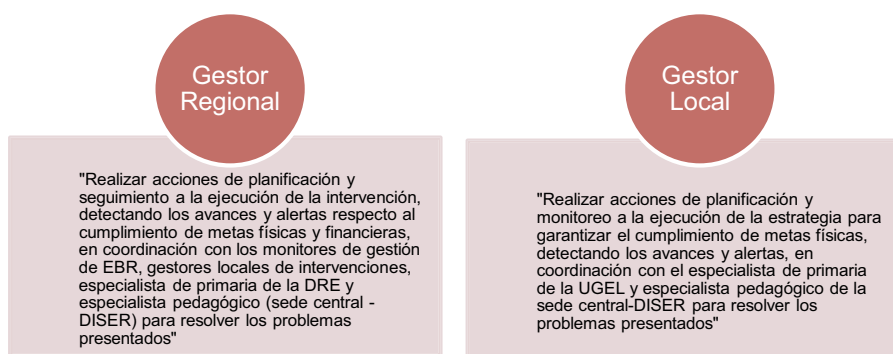 Gestor
Regional
"Realizar acciones de planificación y
seguimiento a la ejecución de la intervención,
detectando los avances y alertas respecto al
cumplimiento de metas físicas y financieras,
en coordinación con los monitores de gestión
de EBR, gestores locales de intervenciones,
especialista de primaria de la DRE y
especialista pedagógico (sede central -
DISER) para resolver los problemas
presentados"
Gestor
Local
"Realizar acciones de planificación y
monitoreo a la ejecución de la estrategia para
garantizar el cumplimiento de metas físicas,
detectando los avances y alertas, en
coordinación con el especialista de primaria
de la UGEL y especialista pedagógico de la
sede central-DISER para resolver los
problemas presentados"